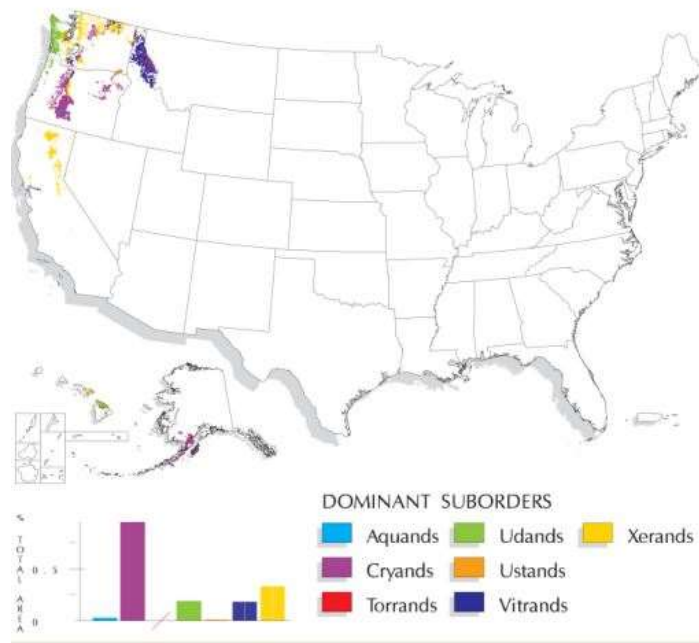 DOMINANT SUBORDERS
Aquands Udands Xerands
Cryands Ustands
Torrands Vitrands
% TOTAL AREA
0.5
0